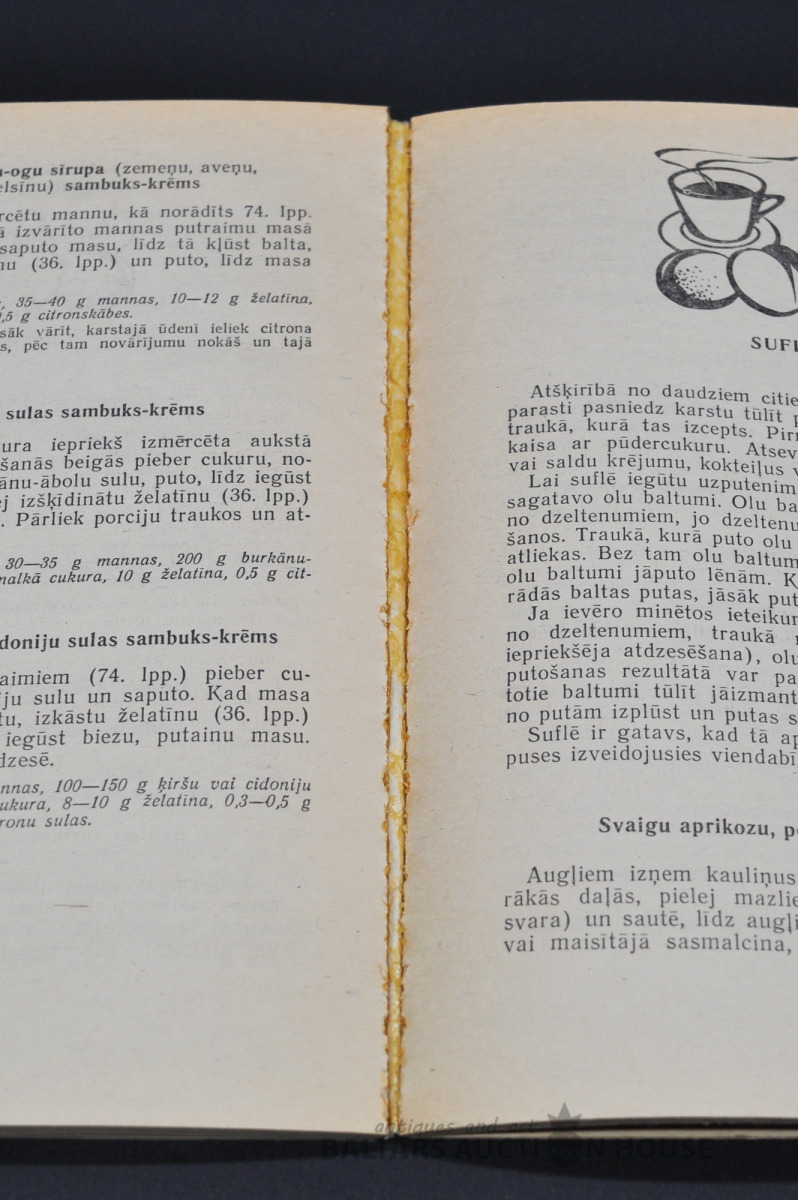 -ogu sīrupa (zemeņu, aveņu,
elsīnu) sambuks-krēms
rcētu mannu, kā norādīts 74. lpp.
ā izvārīto mannas putraimu masā
saputo masu, līdz tā kļūst balta,
nu (36. lpp.) un puto, līdz masa
, 35—40 g mannas, 10—12 g želatīna,
,5 g citronskābes.
sāk vārīt, karstajā ūdenī ieliek citrona
s, pēc tam novārījumu nokāš un tajā
sulas sambuks-krēms
ura iepriekš izmērcēta aukstā
šanās beigās pieber cukuru, no-
ānu-ābolu sulu, puto, līdz iegūst
ej izšķīdinātu želatīnu (36. lpp.)
. Pārliek porciju traukos un at-
30—35 g mannas, 200 g burkānu-
nalkā cukura, 10 g želatīna, 0,5 g cit-
doniju sulas sambuks-krēms
aimiem (74. lpp.) pieber cu-
iju sulu un saputo. Kad masa
tu, izkāstu želatīnu (36. lpp.)
iegūst biezu, putainu masu.
dzesē.
nnas, 100—150 g ķiršu vai cidoniju
ukura, 8—10 g želatīna, 0,3—0,5 g
ronu sulas.
SUFL
Atšķirībā no daudziem citie
parasti pasniedz karstu tūlīt p
traukā, kurā tas izcepts. Pirm
kaisa ar pūdercukuru. Atsev
vai saldu krējumu, kokteiļus v
Lai suflē iegūtu uzputenim
sagatavo olu baltumi. Olu ba
no dzeltenumiem, jo dzeltenu
šanos. Traukā, kurā puto olu
atliekas. Bez tam olu baltum
olu baltumi jāputo lēnām. K
rādās baltas putas, jāsāk put
Ja ievēro minētos ieteikum
no dzeltenumiem, traukā
iepriekšēja atdzesēšana), olu
putošanas rezultātā var pa
totie baltumi tūlīt jāizmant
no putām izplūst un putas s
Suflē ir gatavs, kad tā ap
puses izveidojusies viendabī
Svaigu aprikozu, pe
Augļiem izņem kauliņus
rākās daļās, pielej mazlie
svara) un sautē, līdz augļi
vai maisītājā sasmalcina,
antiques and art
BALTARS AUCTION HOUSE